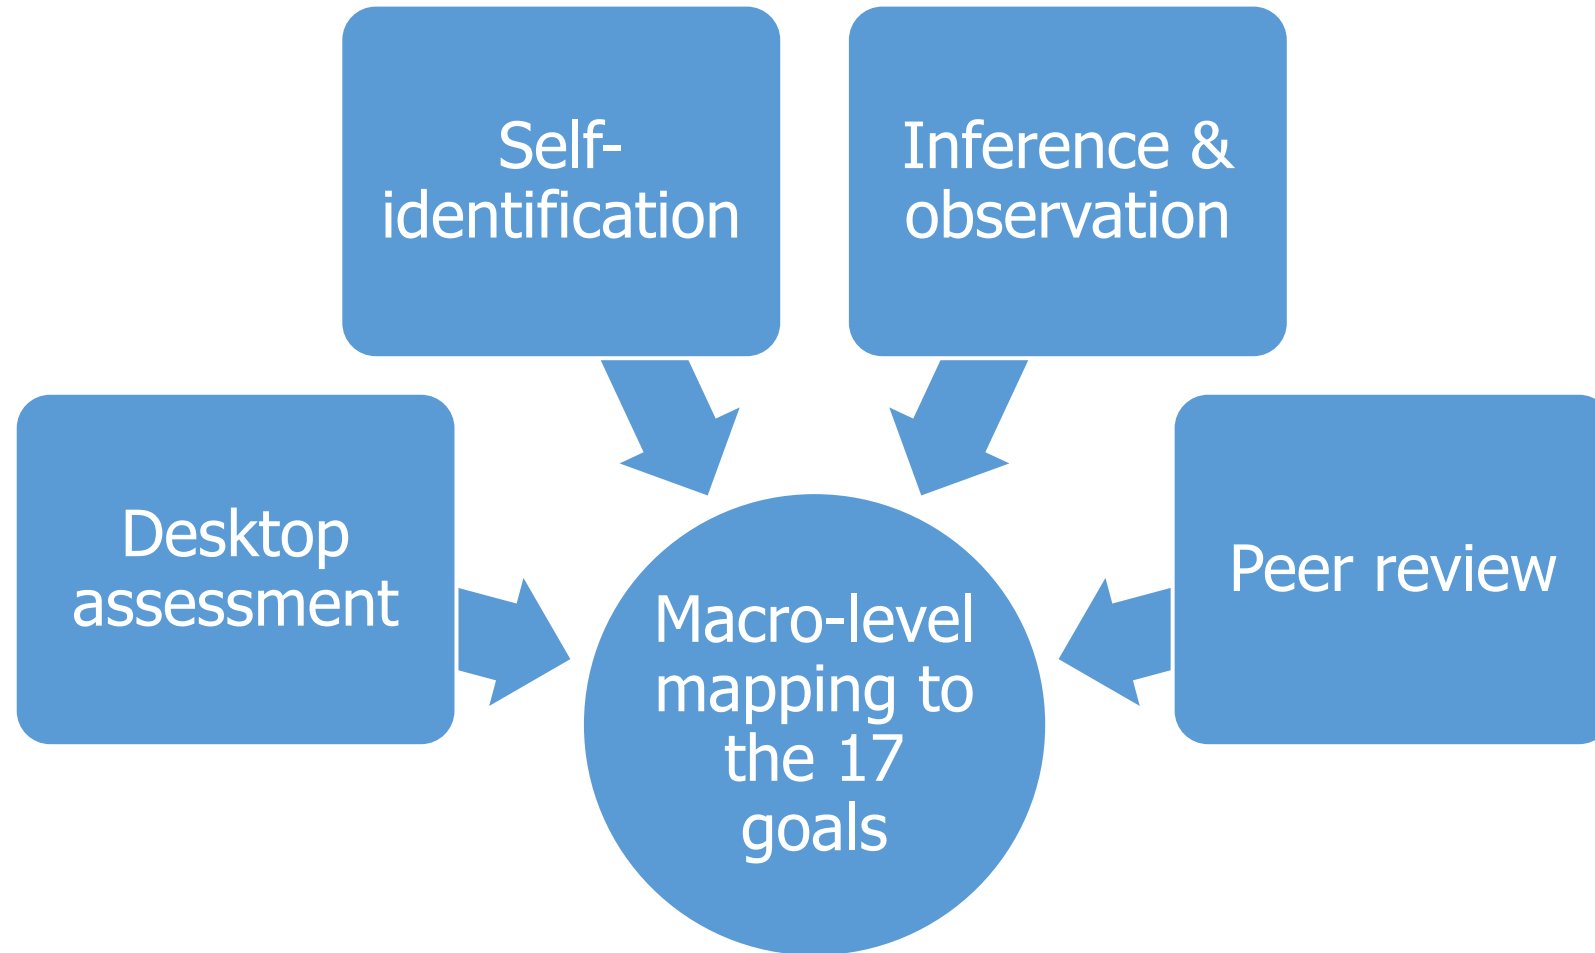 Self-
identification
Inference &
observation
Desktop
assessment
Peer review
Macro-level
mapping to
the 17
goals